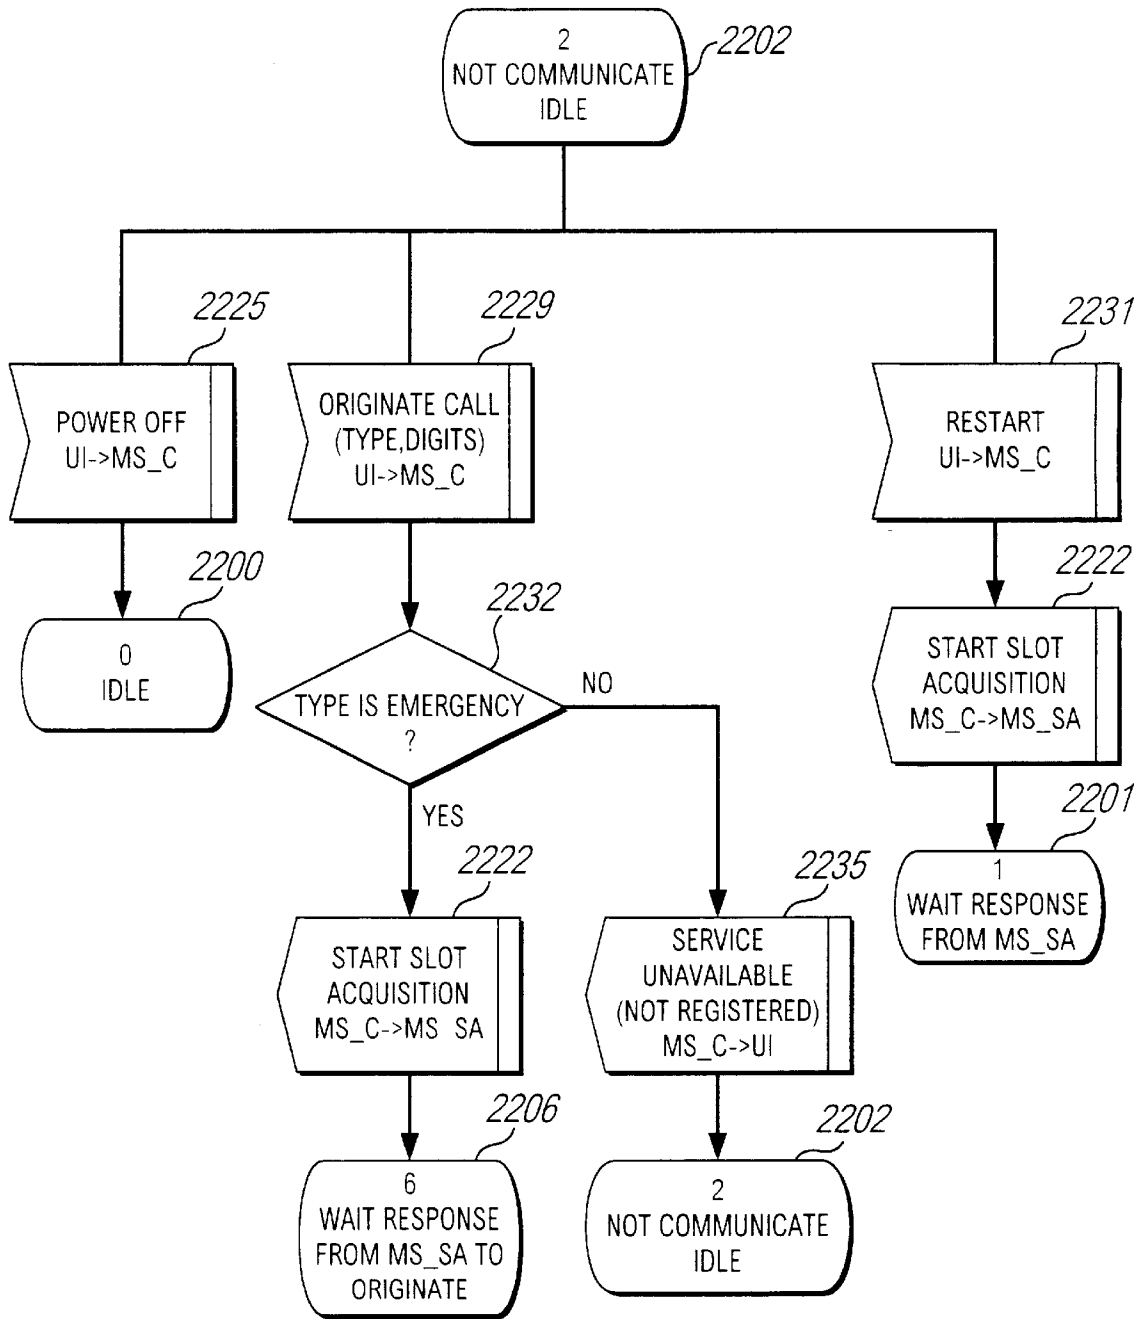 2202
2
NOT COMMUNICATE
IDLE
2225
2229
2231
POWER OFF
UI->MS_C
ORIGINATE CALL
(TYPE,DIGITS)
UI->MS_C
RESTART
UI->MS_C
2200
2232
2222
0
IDLE
TYPE IS EMERGENCY
?
NO
YES
START SLOT
ACQUISITION
MS_C->MS_SA
2201
1
WAIT RESPONSE
FROM MS_SA
2222
2235
START SLOT
ACQUISITION
MS_C->MS SA
SERVICE
UNAVAILABLE
(NOT REGISTERED)
MS_C->UI
2206
2202
6
WAIT RESPONSE
FROM MS_SA TO
ORIGINATE
2
NOT COMMUNICATE
IDLE